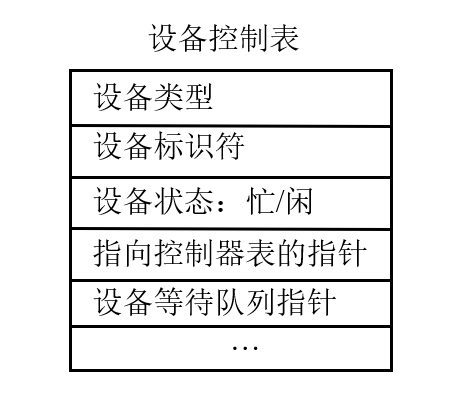 设备控制表
设备类型
设备标识符
设备状态：忙/闲
指向控制器表的指针
设备等待队列指针
…